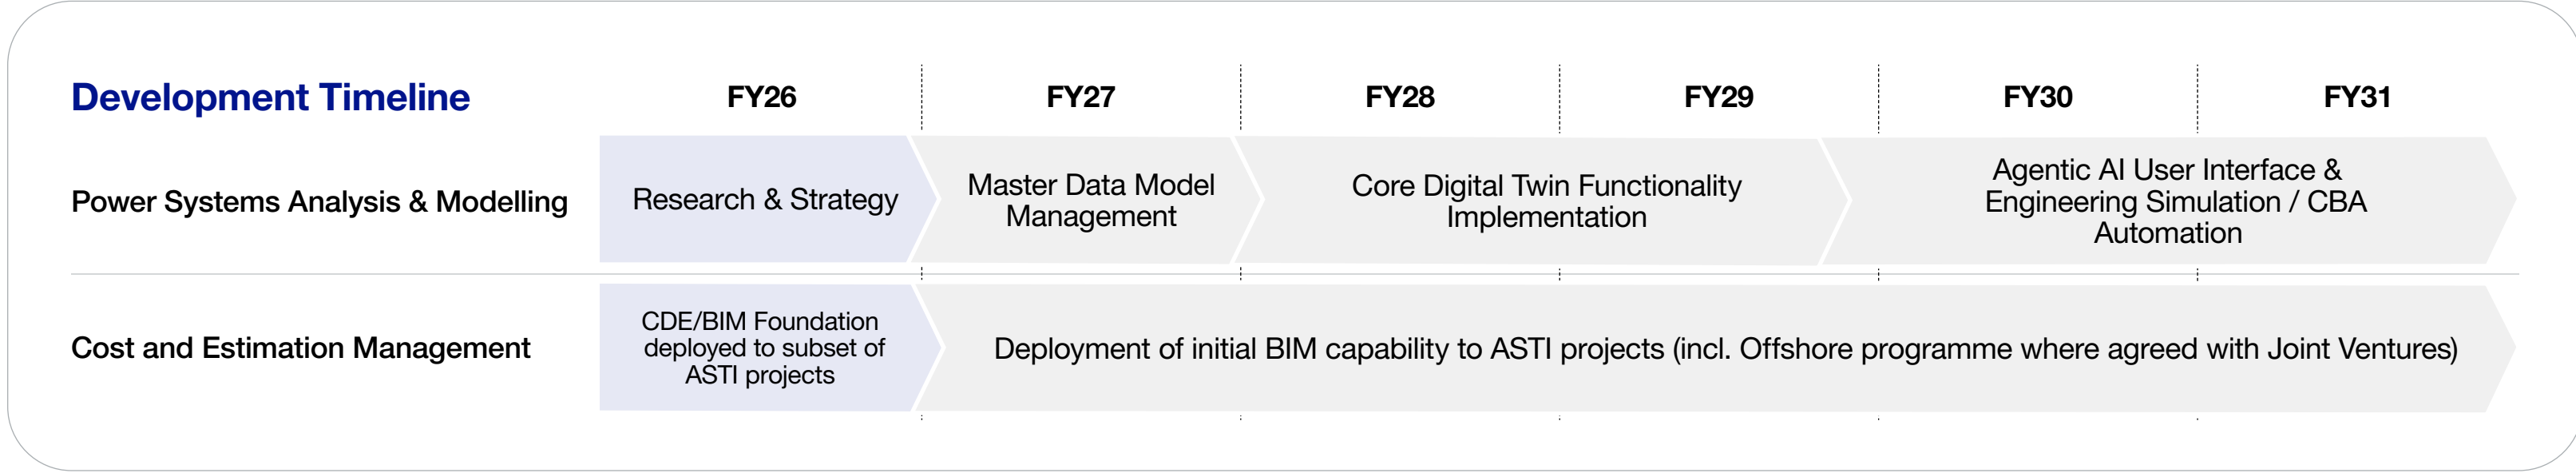 Development Timeline
FY26
FY27
FY28
FY29
FY30
FY31
Power Systems Analysis & Modelling
Research & Strategy
Master Data Model
Management
Core Digital Twin Functionality
Implementation
Agentic AI User Interface &
Engineering Simulation / CBA
Automation
Cost and Estimation Management
CDE/BIM Foundation
deployed to subset of
ASTI projects
Deployment of initial BIM capability to ASTI projects (incl. Offshore programme where agreed with Joint Ventures)